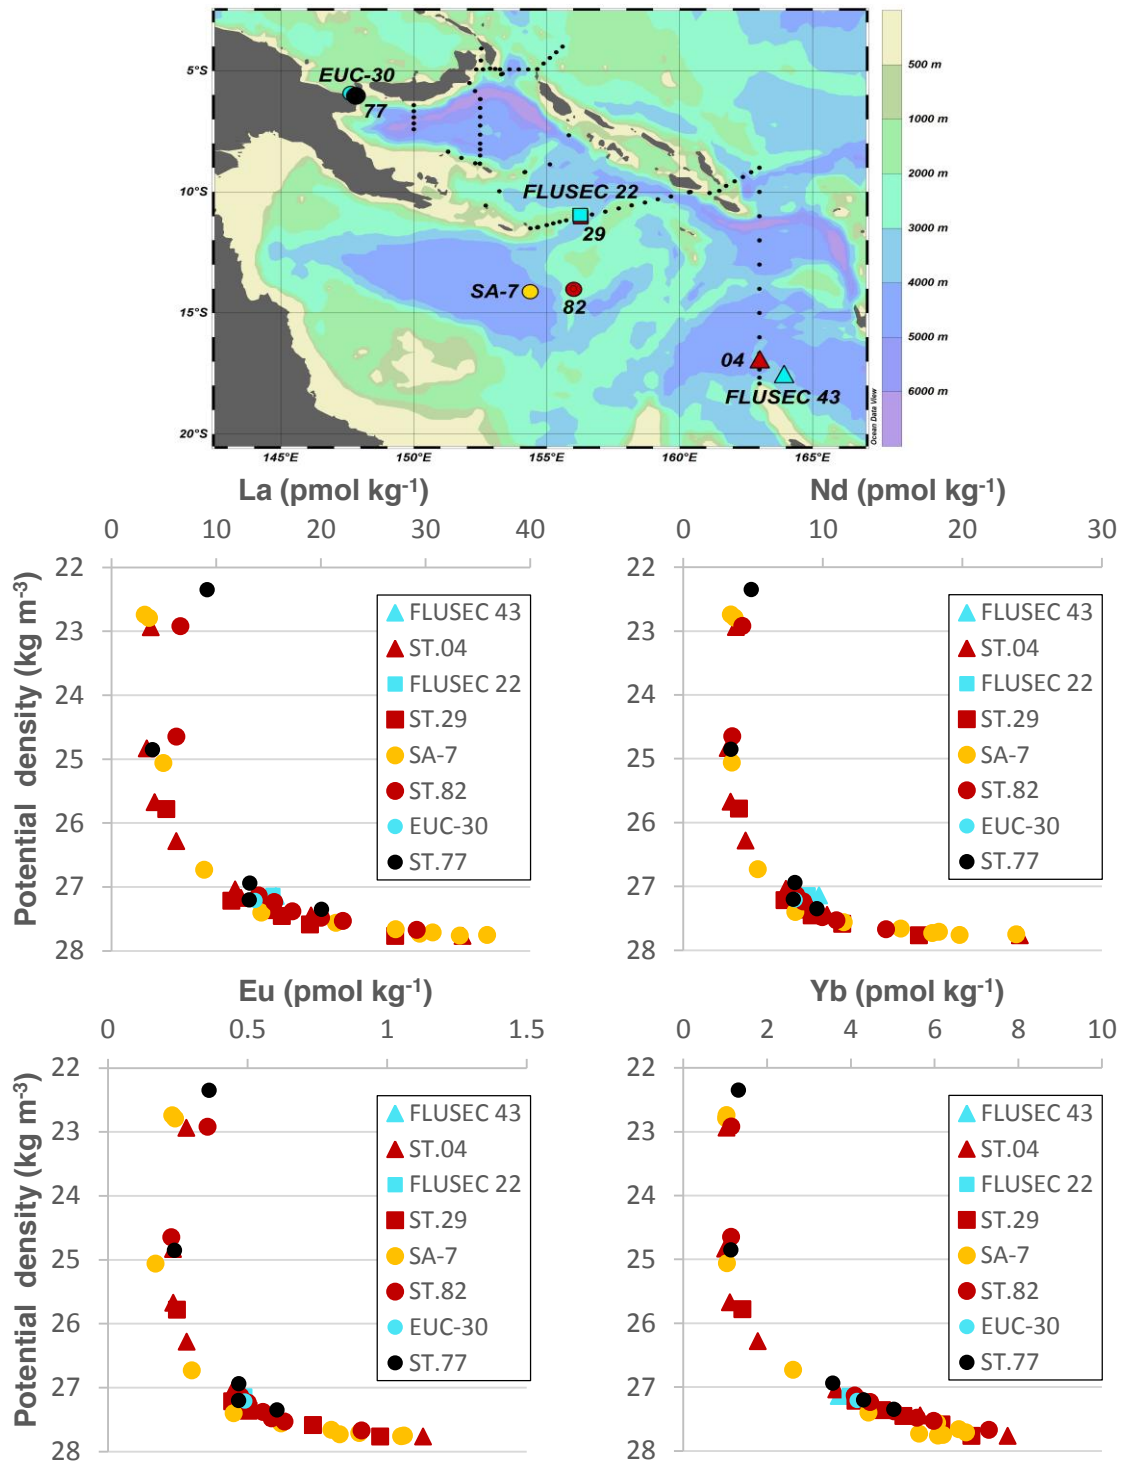 5°S
10°S
15°S
20°S
145°E
150°E
155°E
160°E
165°E
EUC-30
77
FLUSEC 22
29
SA-7
82
04
FLUSEC 43
500 m
1000 m
2000 m
3000 m
4000 m
5000 m
6000 m
Ocean Data View
La (pmol kg⁻¹)
0 10 20 30 40
Potential density (kg m⁻³)
22
23
24
25
26
27
28
FLUSEC 43
ST.04
FLUSEC 22
ST.29
SA-7
ST.82
EUC-30
ST.77
Nd (pmol kg⁻¹)
0 10 20 30
22
23
24
25
26
27
28
FLUSEC 43
ST.04
FLUSEC 22
ST.29
SA-7
ST.82
EUC-30
ST.77
Eu (pmol kg⁻¹)
0 0.5 1 1.5
Potential density (kg m⁻³)
22
23
24
25
26
27
28
FLUSEC 43
ST.04
FLUSEC 22
ST.29
SA-7
ST.82
EUC-30
ST.77
Yb (pmol kg⁻¹)
0 2 4 6 8 10
22
23
24
25
26
27
28
FLUSEC 43
ST.04
FLUSEC 22
ST.29
SA-7
ST.82
EUC-30
ST.77